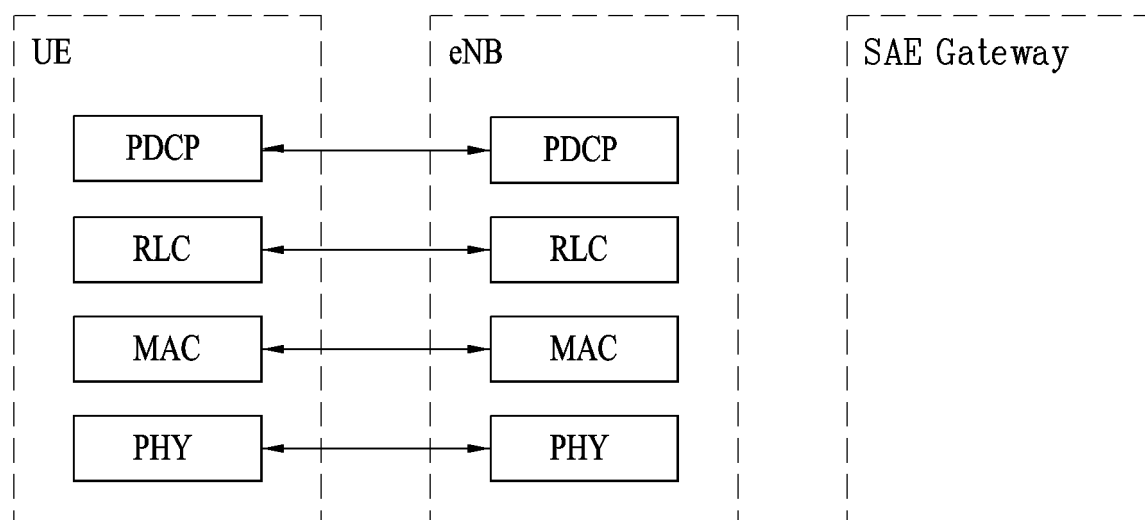 UE
eNB
SAE Gateway
PDCP
PDCP
RLC
RLC
MAC
MAC
PHY
PHY